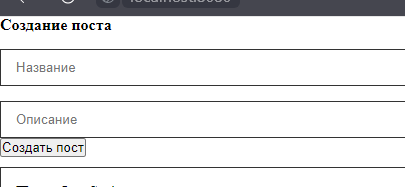 Создание поста
Название
Описание
Создать пост